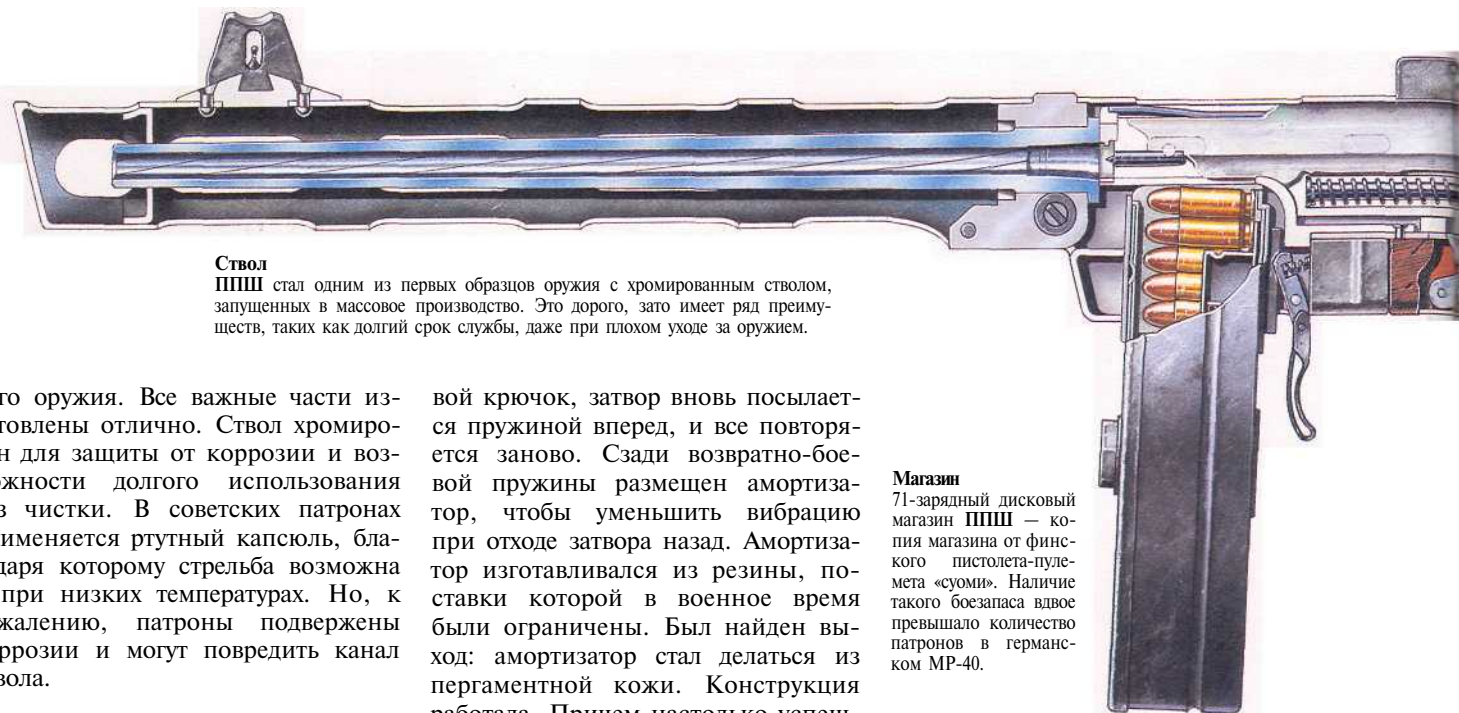 Ствол
ППШ стал одним из первых образцов оружия с хромированным стволом,
запущенных в массовое производство. Это дорого, зато имеет ряд преиму-
ществ, таких как долгий срок службы, даже при плохом уходе за оружием.
го оружия. Все важные части из-
товлены отлично. Ствол хромиро-
н для защиты от коррозии и воз-
ожности долгого использования
з чистки. В советских патронах
именяется ртутный капсюль, бла-
даря которому стрельба возможна
при низких температурах. Но, к
жалению, патроны подвержены
ррозии и могут повредить канал
вола.
вой крючок, затвор вновь посылает-
ся пружиной вперед, и все повторя-
ется заново. Сзади возвратно-бое-
вой пружины размещен амортиза-
тор, чтобы уменьшить вибрацию
при отходе затвора назад. Амортиза-
тор изготавливался из резины, по-
ставки которой в военное время
были ограничены. Был найден вы-
ход: амортизатор стал делаться из
пергаментной кожи. Конструкция
работала. Причем настолько успеш-
Магазин
71-зарядный дисковый
магазин ППШ — ко-
пия магазина от финс-
кого пистолета-пуле-
мета «суоми». Наличие
такого боезапаса вдвое
превышало количество
патронов в германс-
ком МР-40.